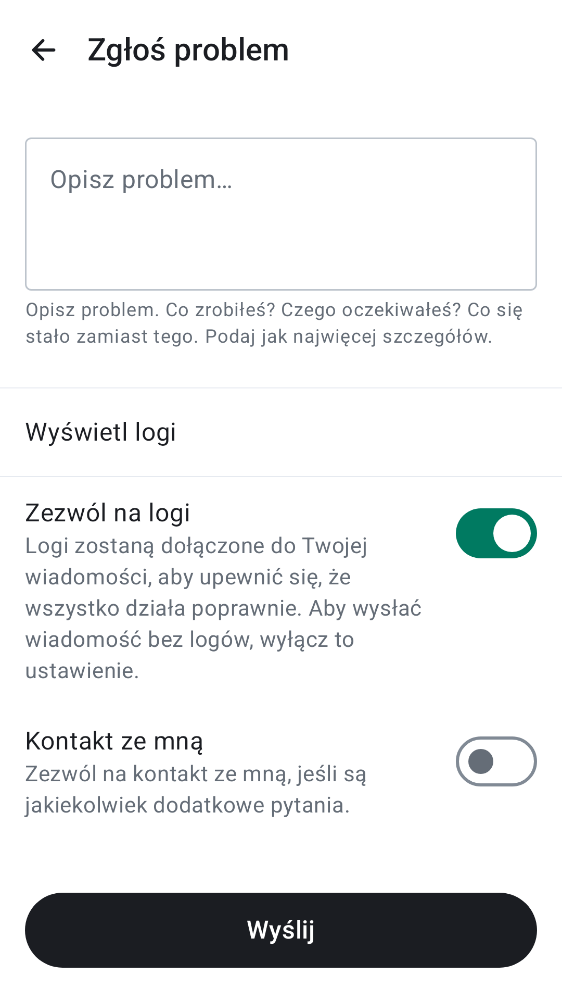 Zgłoś problem
Opisz problem…
Opisz problem. Co zrobiłeś? Czego oczekiwałeś? Co się
stało zamiast tego. Podaj jak najwięcej szczegółów.
Wyświetl logi
Zezwól na logi
Logi zostaną dołączone do Twojej
wiadomości, aby upewnić się, że
wszystko działa poprawnie. Aby wysłać
wiadomość bez logów, wyłącz to
ustawienie.
Kontakt ze mną
Zezwól na kontakt ze mną, jeśli są
jakiekolwiek dodatkowe pytania.
Wyślij